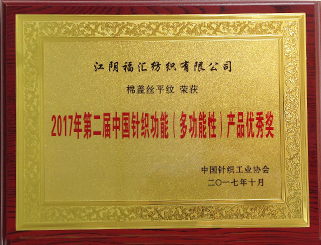 江阴福汇纺织有限公司
棉盖丝平纹 荣获
2017年第二届中国针织功能（多功能性）产品优秀奖
中国针织工业协会
二〇一七年十月